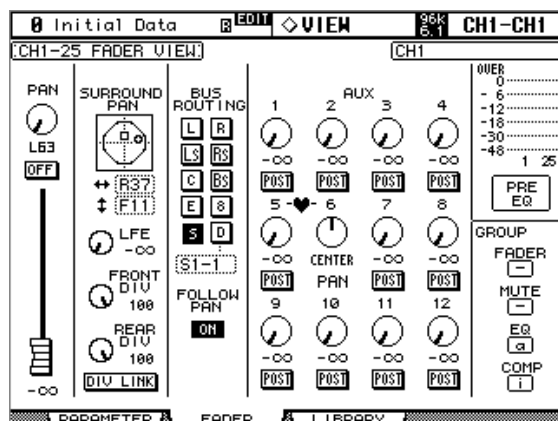 0 Initial Data EDIT ◇VIEW 96k 6.1 CH1-CH1
CH1-25 FADER VIEW CH1
PAN
L63
OFF
-∞
SURROUND PAN
↔ R37
↕ F11
LFE
-∞
FRONT DIV
100
REAR DIV
100
DIV LINK
BUS ROUTING
L R
LS RS
C BS
E 8
S D
S1-1
FOLLOW PAN
ON
AUX
1 2 3 4
-∞ -∞ -∞ -∞
POST POST POST POST
5 -♥- 6 7 8
-∞ CENTER -∞ -∞
POST PAN POST POST
9 10 11 12
-∞ -∞ -∞ -∞
POST POST POST POST
OVER
0
- 6
-12
-18
-30
-48
1 25
PRE EQ
GROUP
FADER
-
MUTE
-
EQ
a
COMP
i
PARAMETER FADER LIBRARY